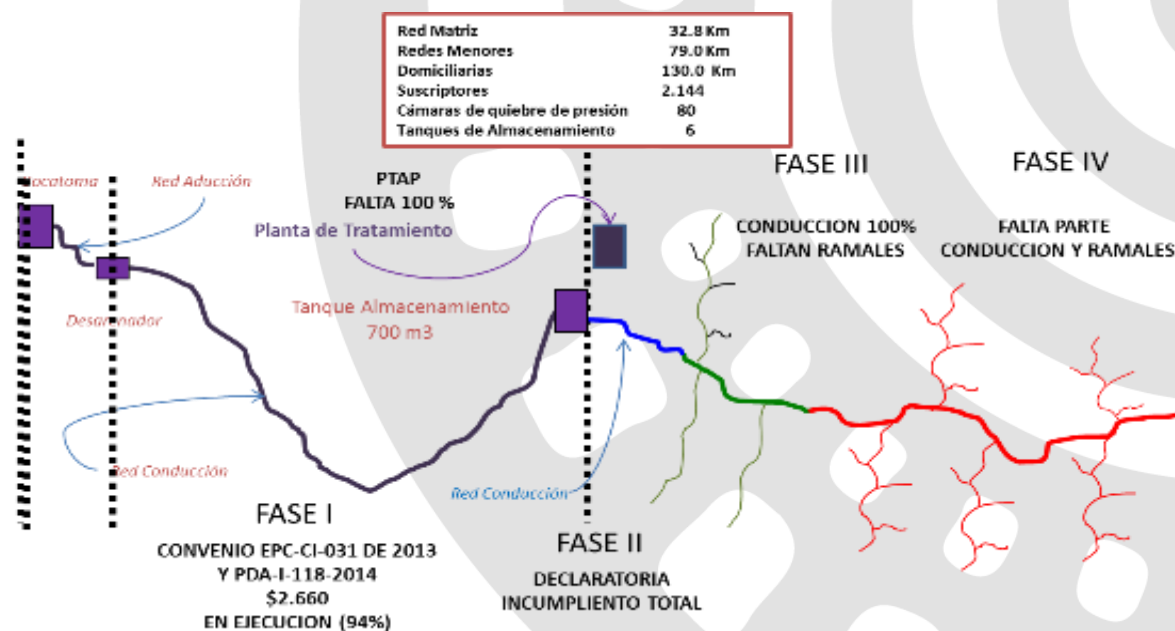 Red Matriz 32.8 Km
Redes Menores 79.0 Km
Domiciliarias 130.0 Km
Suscriptores 2.144
Cámaras de quiebre de presión 80
Tanques de Almacenamiento 6
FASE III
FASE IV
Red Aducción
PTAP
FALTA 100 %
Planta de Tratamiento
CONDUCCION 100%
FALTAN RAMALES
FALTA PARTE
CONDUCCION Y RAMALES
Tanque Almacenamiento
700 m3
Desarenador
Red Conducción
Red Conducción
FASE I
CONVENIO EPC-CI-031 DE 2013
Y PDA-I-118-2014
$2.660
EN EJECUCION (94%)
FASE II
DECLARATORIA
INCUMPLIENTO TOTAL